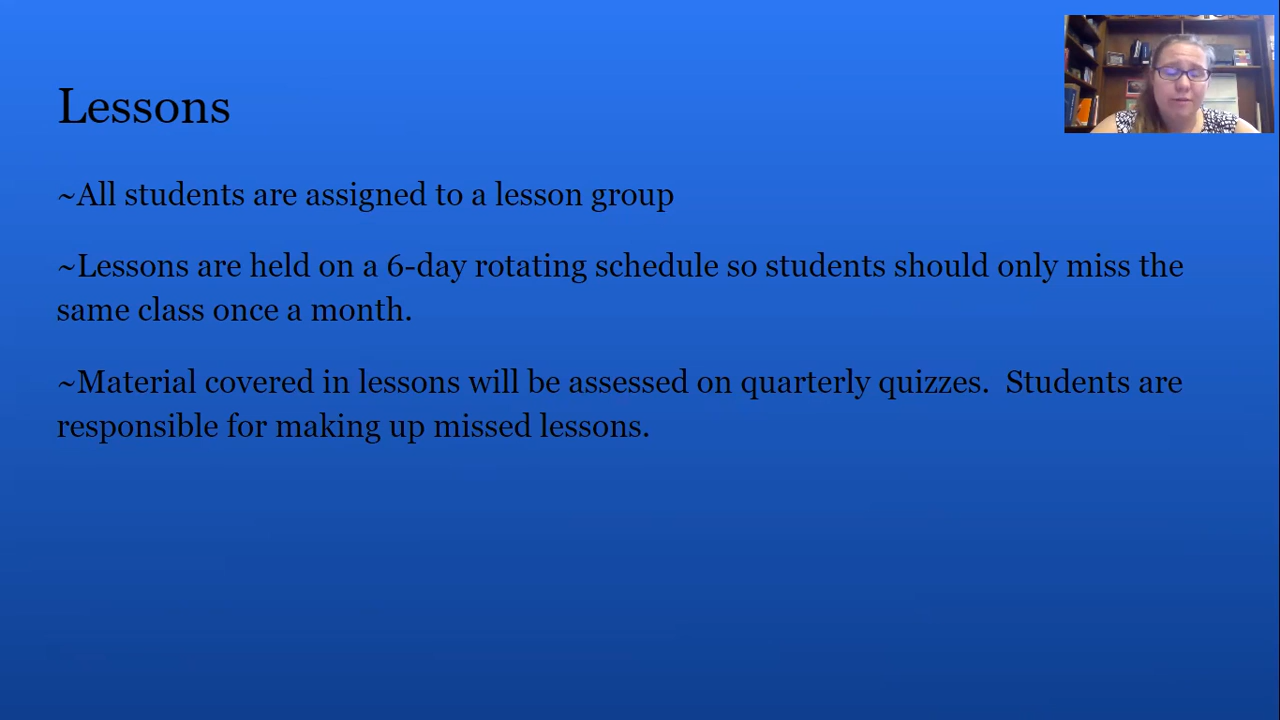 Lessons
~All students are assigned to a lesson group
~Lessons are held on a 6-day rotating schedule so students should only miss the
same class once a month.
~Material covered in lessons will be assessed on quarterly quizzes.  Students are
responsible for making up missed lessons.